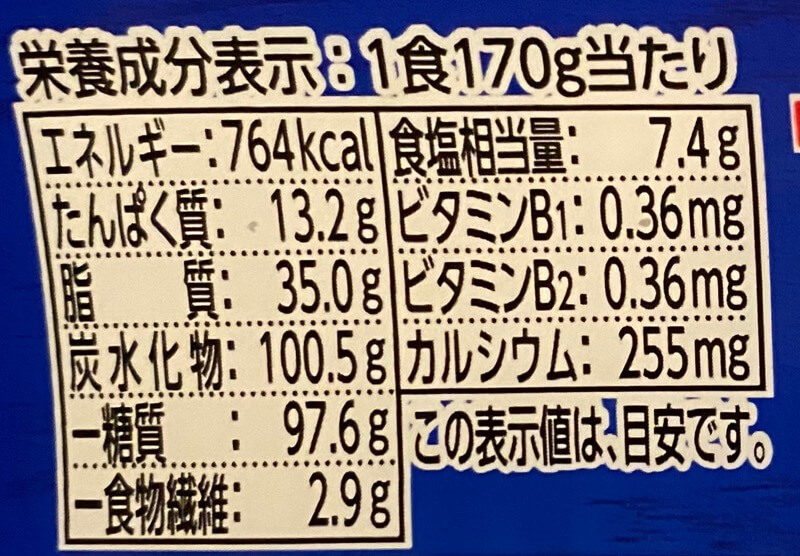 栄養成分表示：1食170g当たり
エネルギー：764kcal
たんぱく質：13.2g
脂質：35.0g
炭水化物：100.5g
ー糖質：97.6g
ー食物繊維：2.9g
食塩相当量：7.4g
ビタミンB1：0.36mg
ビタミンB2：0.36mg
カルシウム：255mg
この表示値は、目安です。